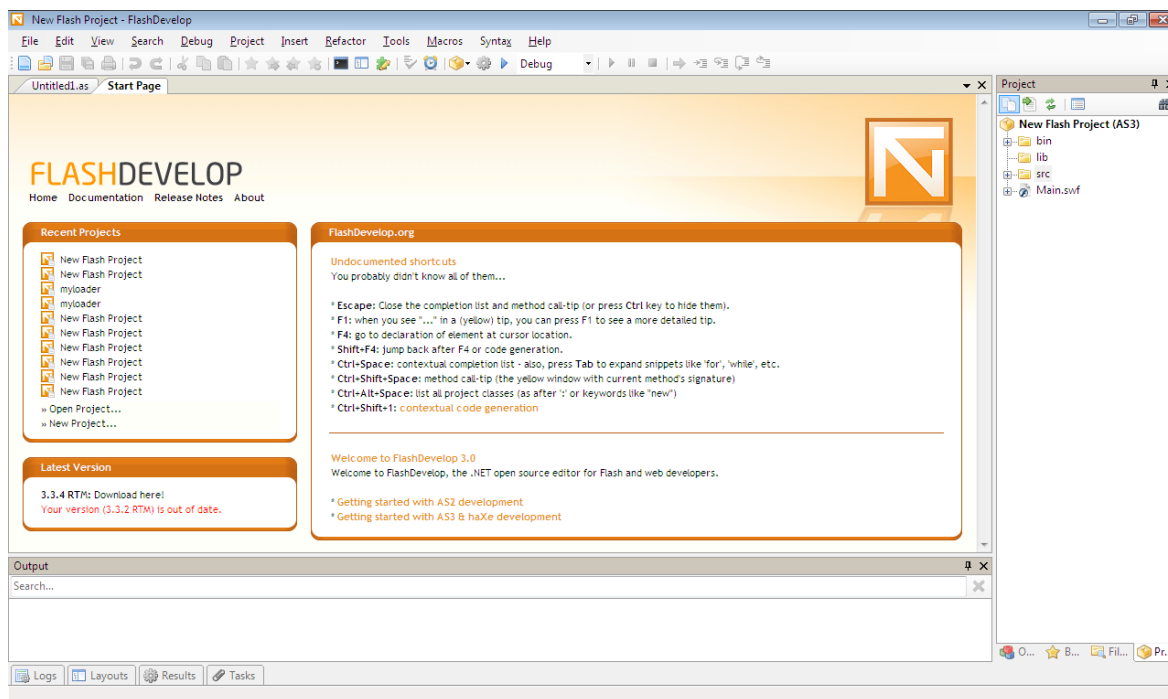 New Flash Project - FlashDevelop
File Edit View Search Debug Project Insert Refactor Tools Macros Syntax Help
Debug
Untitled1.as Start Page
FLASHDEVELOP
Home Documentation Release Notes About
Recent Projects
New Flash Project
New Flash Project
myloader
myloader
New Flash Project
New Flash Project
New Flash Project
New Flash Project
New Flash Project
New Flash Project
» Open Project...
» New Project...
Latest Version
3.3.4 RTM: Download here!
Your version (3.3.2 RTM) is out of date.
FlashDevelop.org
Undocumented shortcuts
You probably didn't know all of them...
* Escape: Close the completion list and method call-tip (or press Ctrl key to hide them).
* F1: when you see "..." in a (yellow) tip, you can press F1 to see a more detailed tip.
* F4: go to declaration of element at cursor location.
* Shift+F4: jump back after F4 or code generation.
* Ctrl+Space: contextual completion list - also, press Tab to expand snippets like 'for', 'while', etc.
* Ctrl+Shift+Space: method call-tip (the yellow window with current method's signature)
* Ctrl+Alt+Space: list all project classes (as after ':' or keywords like "new")
* Ctrl+Shift+1: contextual code generation
Welcome to FlashDevelop 3.0
Welcome to FlashDevelop, the .NET open source editor for Flash and web developers.
* Getting started with AS2 development
* Getting started with AS3 & haXe development
Project
New Flash Project (AS3)
bin
lib
src
Main.swf
O... B... Fil... Pr..
Output
Search...
Logs Layouts Results Tasks